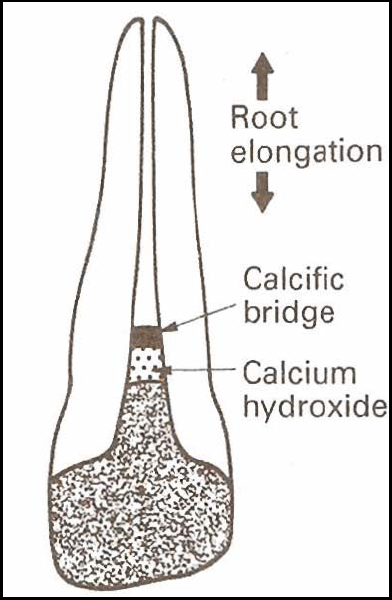 Root
elongation
Calcific
bridge
Calcium
hydroxide